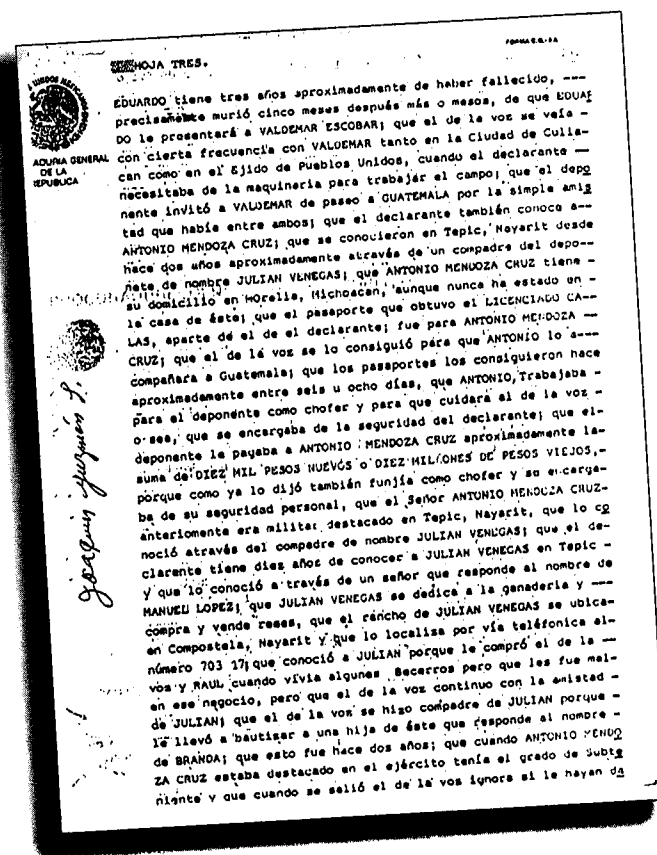 FORMA C.G.-1A
HOJA TRES.
UNIDOS MEXICANOS
ADURIA GENERAL
DE LA
REPUBLICA
EDUARDO tiene tres años aproximadamente de haber fallecido, ---
precisamente murió cinco meses después más o mesos, de que EDUAR
DO le presentará a VALDEMAR ESCOBAR; que el de la voz se veía -
con cierta frecuencia con VALDEMAR tanto en la Ciudad de Culia-
can como en el Ejido de Pueblos Unidos, cuando el declarante --
necesitaba de la maquinaria para trabajar el campo; que el depo
nente invitó a VALDEMAR de paseo a GUATEMALA por la simple amis
tad que había entre ambos; que el declarante también conoce a--
ANTONIO MENDOZA CRUZ; que se conocieron en Tepic, Nayarit desde
hace dos años aproximadamente através de un compadre del depo--
nete de nombre JULIAN VENEGAS; que ANTONIO MENDOZA CRUZ tiene -
su domicilio en Morelia, Michoacan, aunque nunca ha estado en -
la casa de éste; que el pasaporte que obtuvo el LICENCIADO CA--
LAS, aparte de el de el declarante; fue para ANTONIO MENDOZA --
CRUZ; que el de la voz se lo consiguió para que ANTONIO lo a---
compañara a Guatemala; que los pasaportes los consiguieron hace
aproximadamente entre seis u ocho días, que ANTONIO, Trabajaba -
para el deponente como chofer y para que cuidara al de la voz -
o sea, que se encargaba de la seguridad del declarante; que el-
deponente le pagaba a ANTONIO MENDOZA CRUZ aproximadamente la-
suma de DIEZ MIL PESOS NUEVOS o DIEZ MILLONES DE PESOS VIEJOS,-
porque como ya lo dijó también funjía como chofer y se encarga-
ba de su seguridad personal, que el Señor ANTONIO MENDOZA CRUZ-
anteriomente era militar destacado en Tepic, Nayarit, que lo co
noció através del compadre de nombre JULIAN VENEGAS; que el de-
clarente tiene diez años de conocer a JULIAN VENEGAS en Tepic -
y que lo conoció a través de un señor que responde al nombre de
MANUEL LOPEZ; que JULIAN VENEGAS se dedica a la ganaderia y ---
compra y vende reses, que el rancho de JULIAN VENEGAS se ubica-
en Compostela, Nayarit y que lo localiza por vía teléfonica al-
número 703 17; que conoció a JULIAN porque le compró el de la --
vos y RAUL cuando vivía algunos Becerros pero que les fue mal-
en ese negocio, pero que el de la voz continuo con la amistad -
de JULIAN; que el de la voz se hizo compadre de JULIAN porque -
le llevó a bautizar a una hija de éste que responde al nombre -
de BRANDA; que esto fue hace dos años; que cuando ANTONIO MENDO
ZA CRUZ estaba destacado en el ejército tenía el grado de Subte
niente y que cuando se salió el de la voz ignora si le hayan da
Joaquin Guzmán L.